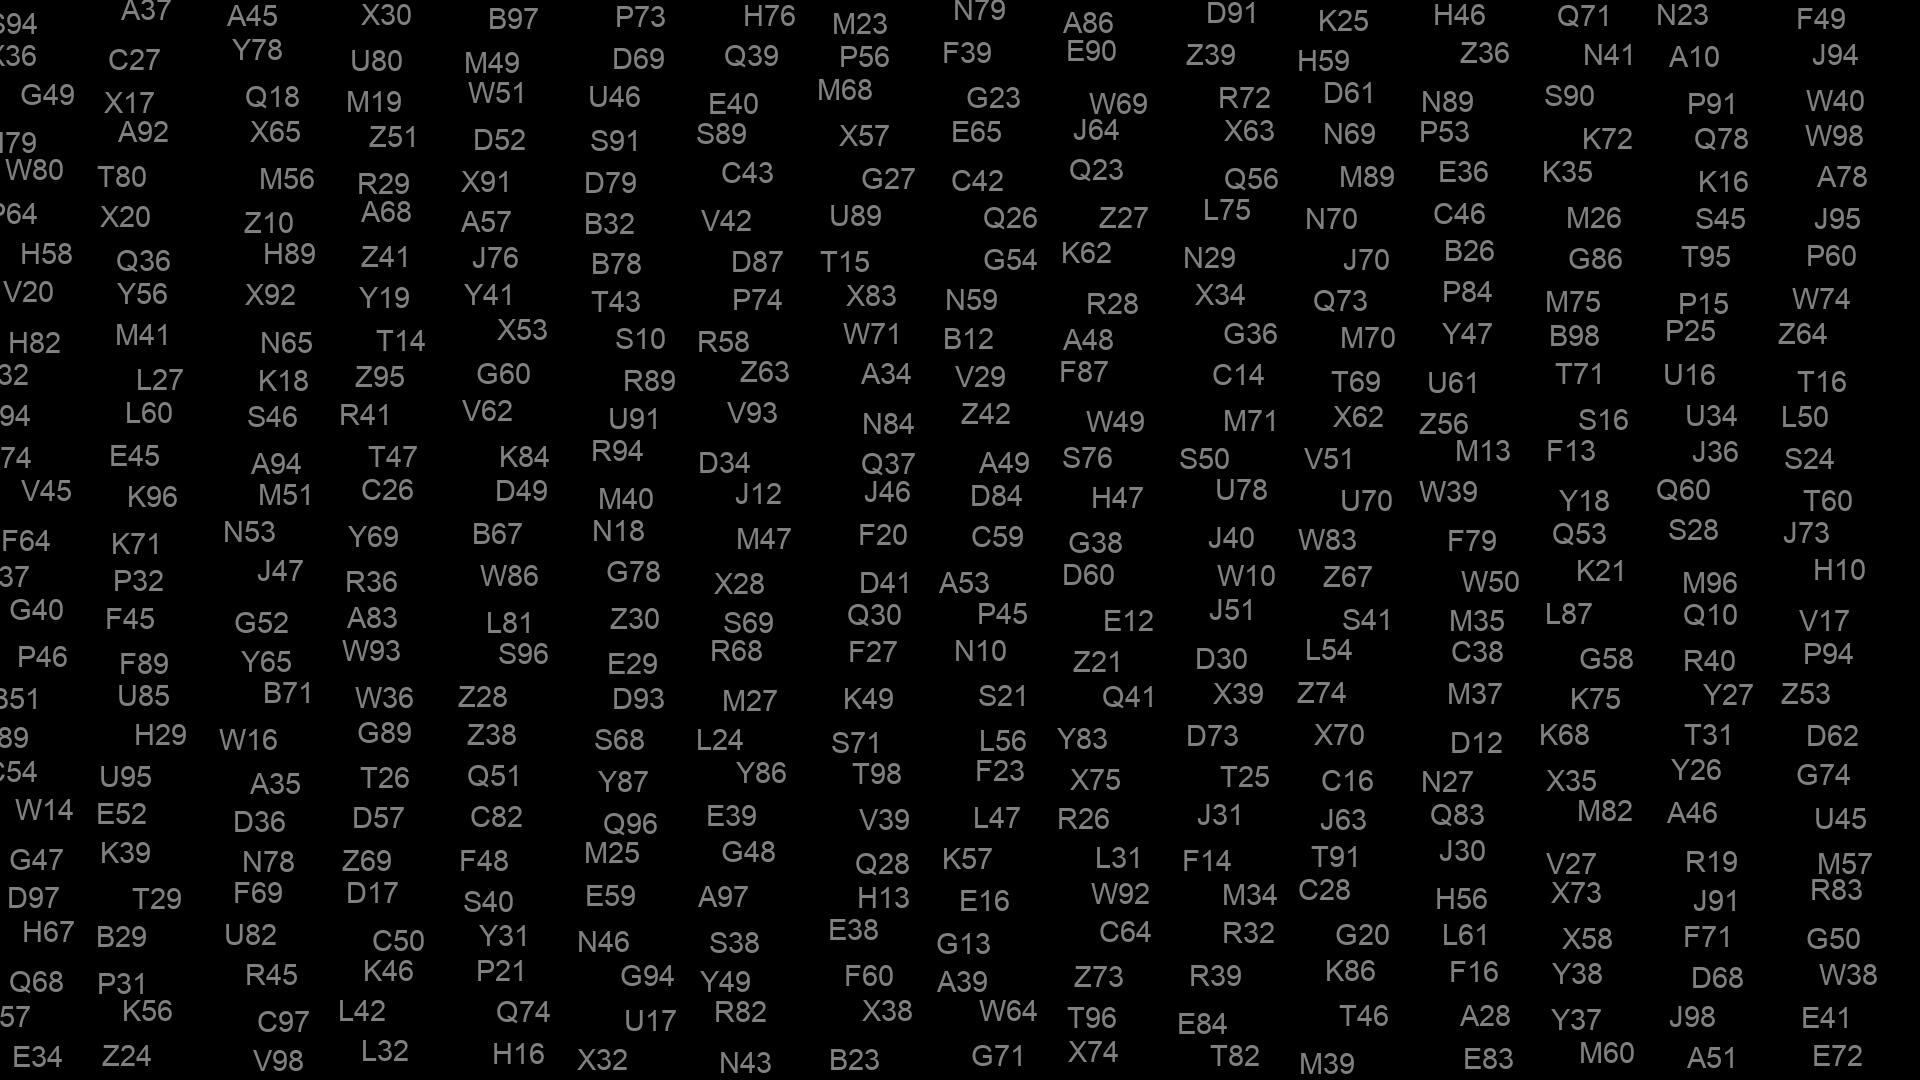 S94 A37 A45 X30 B97 P73 H76 M23 N79 A86 D91 K25 H46 Q71 N23 F49
X36 C27 Y78 U80 M49 D69 Q39 P56 F39 E90 Z39 H59 Z36 N41 A10 J94
G49 X17 Q18 M19 W51 U46 E40 M68 G23 W69 R72 D61 N89 S90 P91 W40
A92 X65 Z51 D52 S91 S89 X57 E65 J64 X63 N69 P53 K72 Q78 W98
W80 T80 M56 R29 X91 D79 C43 G27 C42 Q23 Q56 M89 E36 K35 K16 A78
P64 X20 Z10 A68 A57 B32 V42 U89 Q26 Z27 L75 N70 C46 M26 S45 J95
H58 Q36 H89 Z41 J76 B78 D87 T15 G54 K62 N29 J70 B26 G86 T95 P60
V20 Y56 X92 Y19 Y41 T43 P74 X83 N59 R28 X34 Q73 P84 M75 P15 W74
H82 M41 N65 T14 X53 S10 R58 W71 B12 A48 G36 M70 Y47 B98 P25 Z64
32 L27 K18 Z95 G60 R89 Z63 A34 V29 F87 C14 T69 U61 T71 U16 T16
94 L60 S46 R41 V62 U91 V93 N84 Z42 W49 M71 X62 Z56 S16 U34 L50
74 E45 A94 T47 K84 R94 D34 Q37 A49 S76 S50 V51 M13 F13 J36 S24
V45 K96 M51 C26 D49 M40 J12 J46 D84 H47 U78 U70 W39 Y18 Q60 T60
F64 K71 N53 Y69 B67 N18 M47 F20 C59 G38 J40 W83 F79 Q53 S28 J73
37 P32 J47 R36 W86 G78 X28 D41 A53 D60 W10 Z67 W50 K21 M96 H10
G40 F45 G52 A83 L81 Z30 S69 Q30 P45 E12 J51 S41 M35 L87 Q10 V17
P46 F89 Y65 W93 S96 E29 R68 F27 N10 Z21 D30 L54 C38 G58 R40 P94
B51 U85 B71 W36 Z28 D93 M27 K49 S21 Q41 X39 Z74 M37 K75 Y27 Z53
89 H29 W16 G89 Z38 S68 L24 S71 L56 Y83 D73 X70 D12 K68 T31 D62
C54 U95 A35 T26 Q51 Y87 Y86 T98 F23 X75 T25 C16 N27 X35 Y26 G74
W14 E52 D36 D57 C82 Q96 E39 V39 L47 R26 J31 J63 Q83 M82 A46 U45
G47 K39 N78 Z69 F48 M25 G48 Q28 K57 L31 F14 T91 J30 V27 R19 M57
D97 T29 F69 D17 S40 E59 A97 H13 E16 W92 M34 C28 H56 X73 J91 R83
H67 B29 U82 C50 Y31 N46 S38 E38 G13 C64 R32 G20 L61 X58 F71 G50
Q68 P31 R45 K46 P21 G94 Y49 F60 A39 Z73 R39 K86 F16 Y38 D68 W38
57 K56 C97 L42 Q74 U17 R82 X38 W64 T96 E84 T46 A28 Y37 J98 E41
E34 Z24 V98 L32 H16 X32 N43 B23 G71 X74 T82 M39 E83 M60 A51 E72